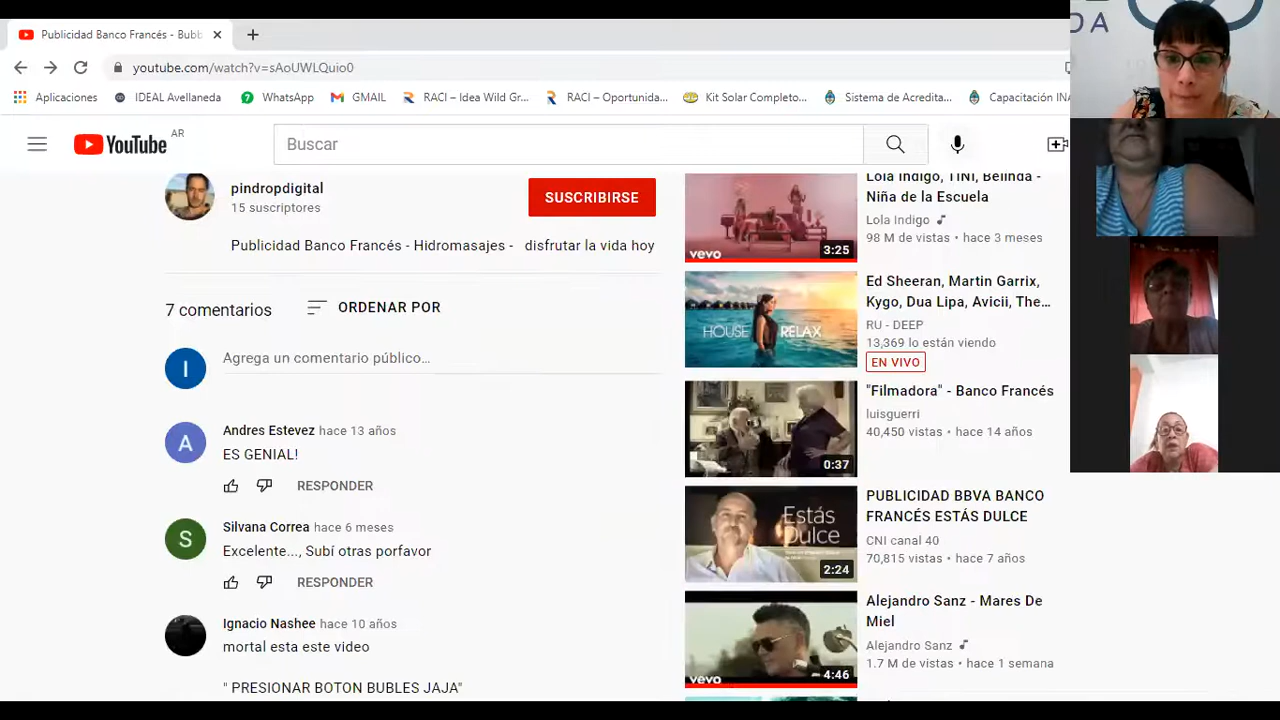 Publicidad Banco Francés - Bubb
youtube.com/watch?v=sAoUWLQuio0
Aplicaciones
IDEAL Avellaneda
WhatsApp
GMAIL
RACI – Idea Wild Gr...
RACI – Oportunida...
Kit Solar Completo...
Sistema de Acredita...
Capacitación INA
DA
YouTube
AR
Buscar
pindropdigital
15 suscriptores
SUSCRIBIRSE
Publicidad Banco Francés - Hidromasajes - disfrutar la vida hoy
7 comentarios
ORDENAR POR
I
Agrega un comentario público...
A
Andres Estevez hace 13 años
ES GENIAL!
RESPONDER
S
Silvana Correa hace 6 meses
Excelente..., Subí otras porfavor
RESPONDER
Ignacio Nashee hace 10 años
mortal esta este video
" PRESIONAR BOTON BUBLES JAJA"
vevo
3:25
Lola Indigo, TINI, Belinda -
Niña de la Escuela
Lola Indigo
98 M de vistas • hace 3 meses
HOUSE RELAX
Ed Sheeran, Martin Garrix,
Kygo, Dua Lipa, Avicii, The...
RU - DEEP
13,369 lo están viendo
EN VIVO
0:37
"Filmadora" - Banco Francés
luisguerri
40,450 vistas • hace 14 años
Estás
Dulce
2:24
PUBLICIDAD BBVA BANCO
FRANCÉS ESTÁS DULCE
CNI canal 40
70,815 vistas • hace 7 años
vevo
4:46
Alejandro Sanz - Mares De
Miel
Alejandro Sanz
1.7 M de vistas • hace 1 semana